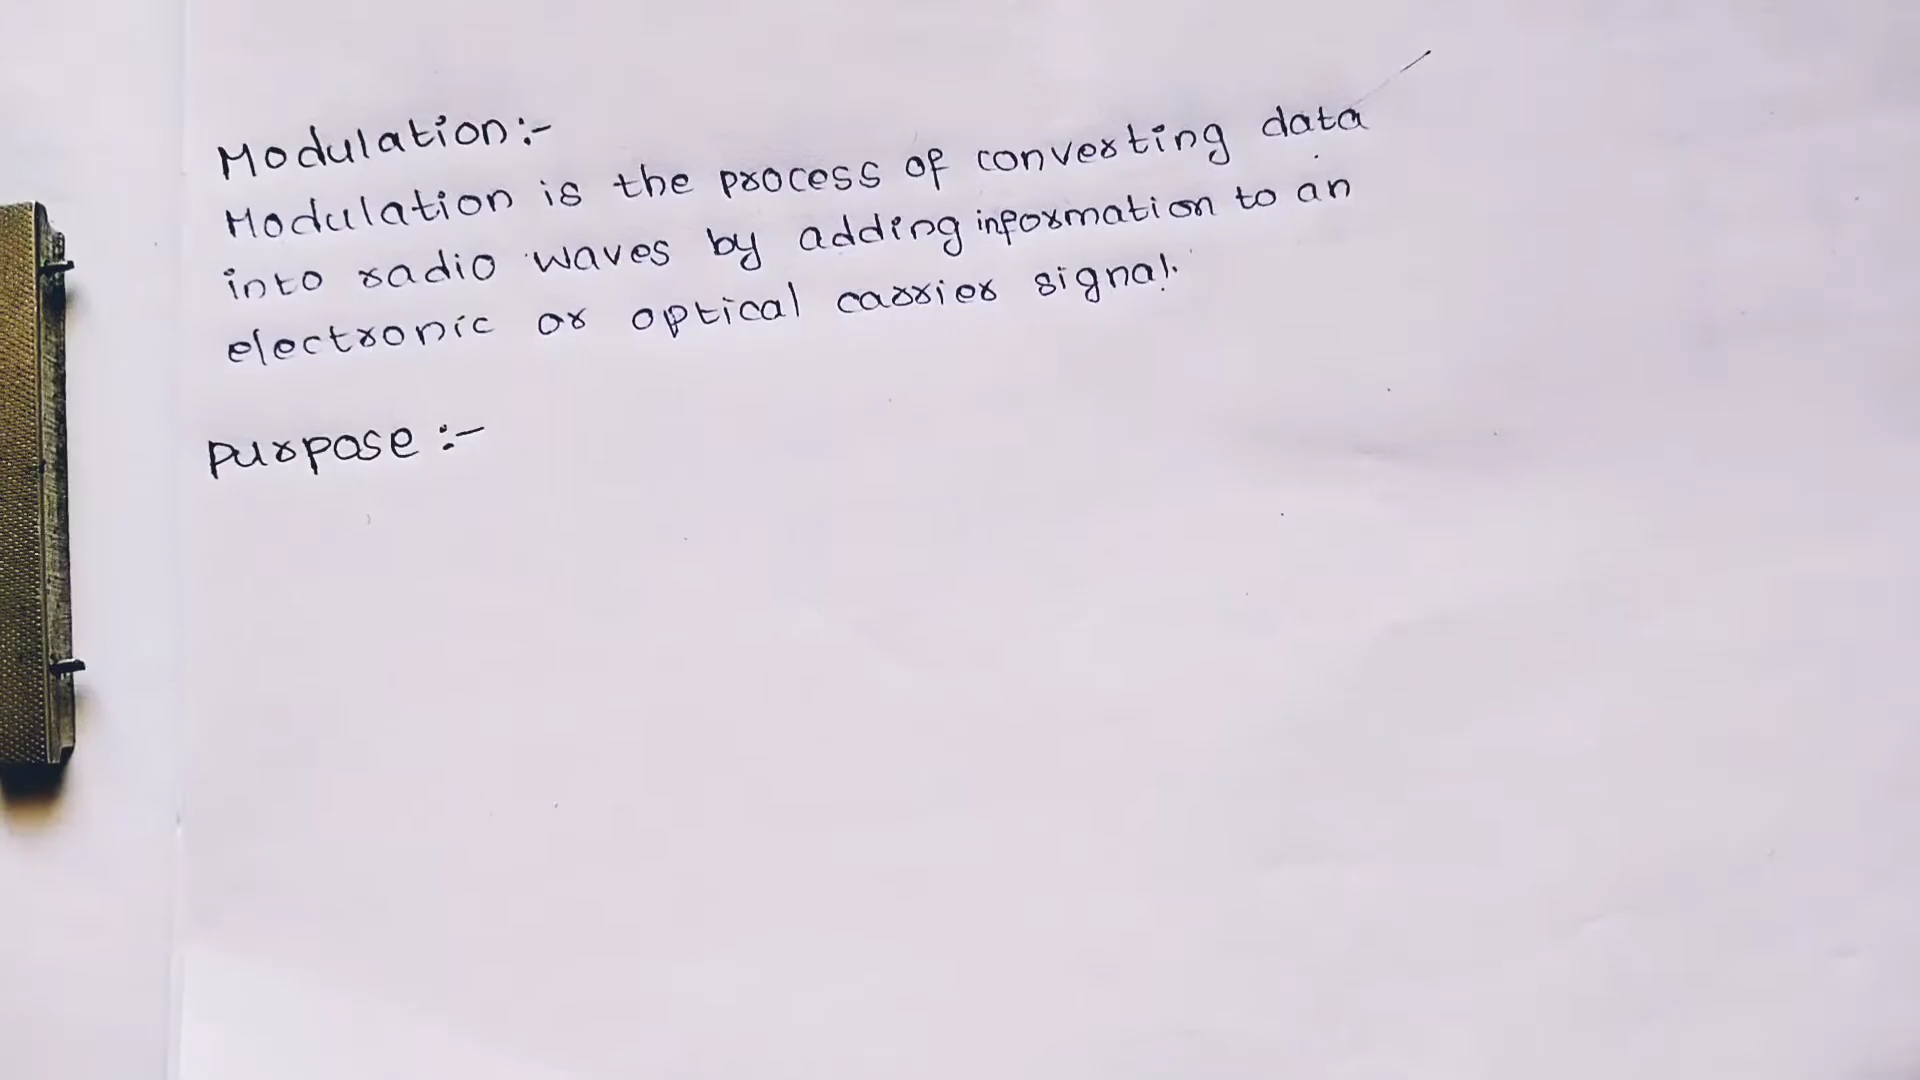 Modulation:-
Modulation is the process of converting data
into radio waves by adding information to an
electronic or optical carrier signal.
Purpose:-